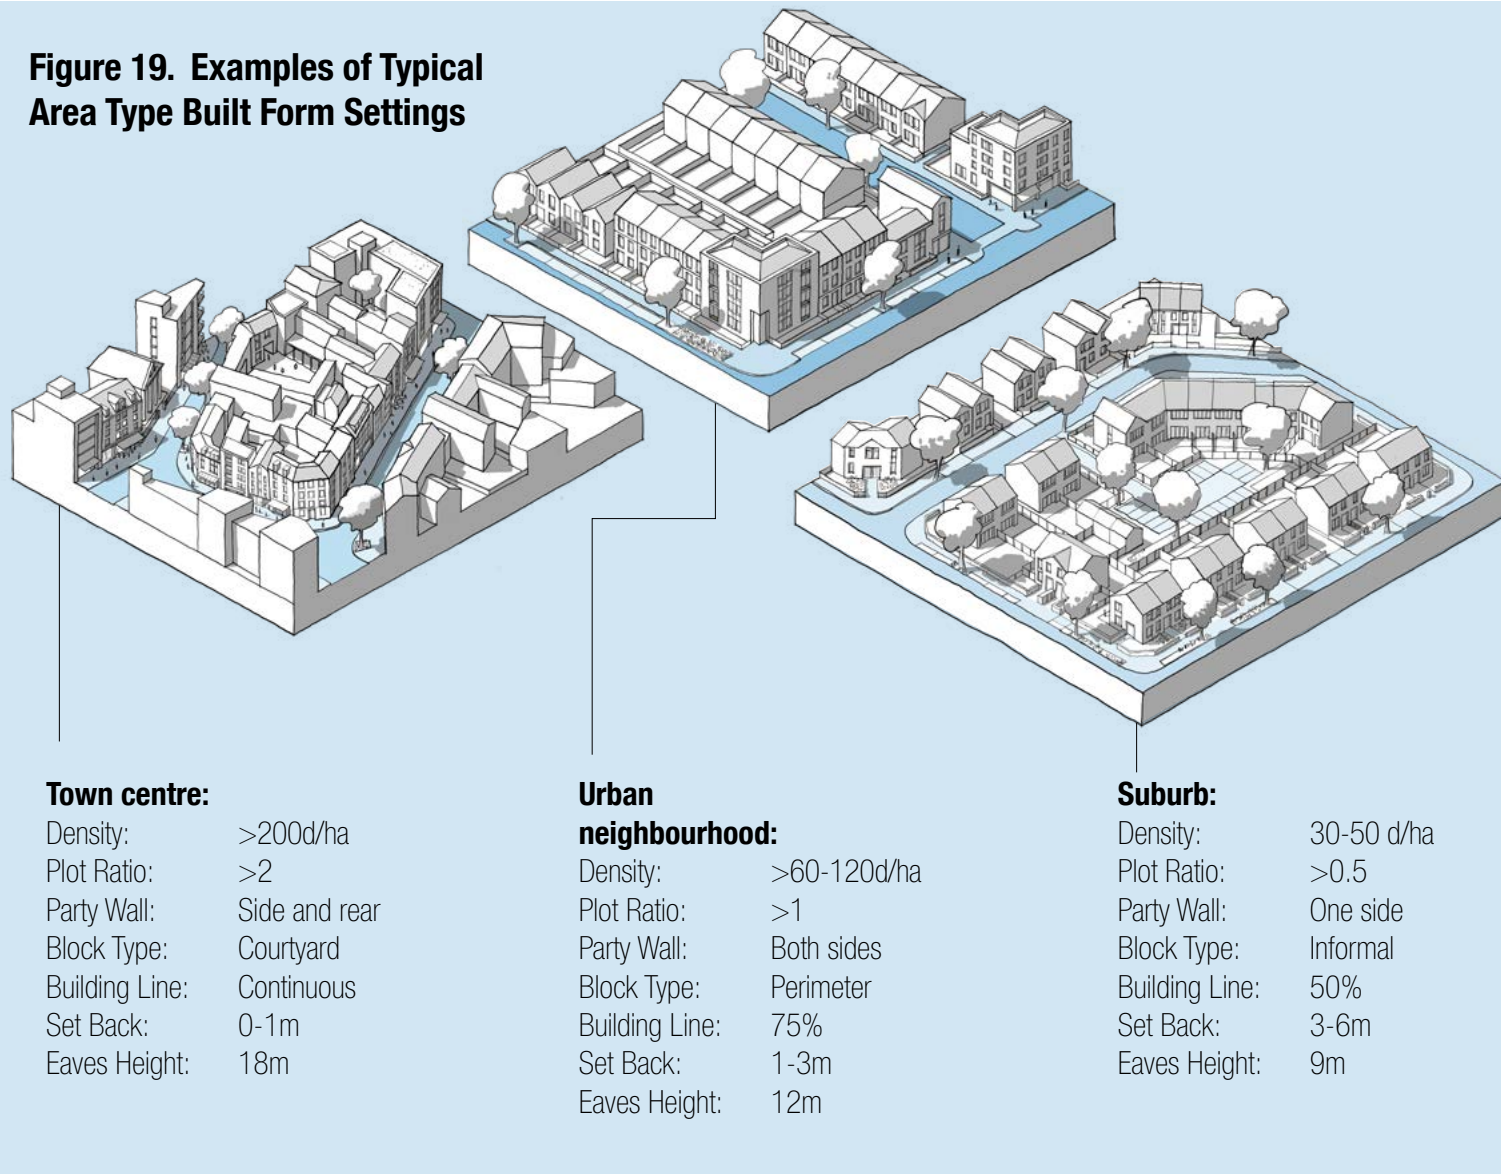 Figure 19. Examples of Typical
Area Type Built Form Settings
Town centre:
Density: >200d/ha
Plot Ratio: >2
Party Wall: Side and rear
Block Type: Courtyard
Building Line: Continuous
Set Back: 0-1m
Eaves Height: 18m
Urban
neighbourhood:
Density: >60-120d/ha
Plot Ratio: >1
Party Wall: Both sides
Block Type: Perimeter
Building Line: 75%
Set Back: 1-3m
Eaves Height: 12m
Suburb:
Density: 30-50 d/ha
Plot Ratio: >0.5
Party Wall: One side
Block Type: Informal
Building Line: 50%
Set Back: 3-6m
Eaves Height: 9m